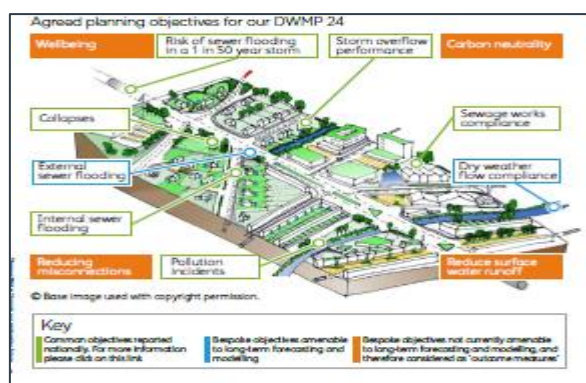 Agreed planning objectives for our DWMP 24
Wellbeing
Risk of sewer flooding
in a 1 in 50 year storm
Storm overflow
performance
Carbon neutrality
Collapses
Sewage works
compliance
External
sewer flooding
Dry weather
flow compliance
Internal sewer
flooding
Reducing
misconnections
Pollution
incidents
Reduce surface
water runoff
© Base image used with copyright permission.
Key
Common objectives reported
nationally. For more information
please click on this link
Bespoke objectives amenable
to long-term forecasting and
modelling
Bespoke objectives not currently amenable
to long-term forecasting and modelling, and
therefore considered as 'outcome measures'